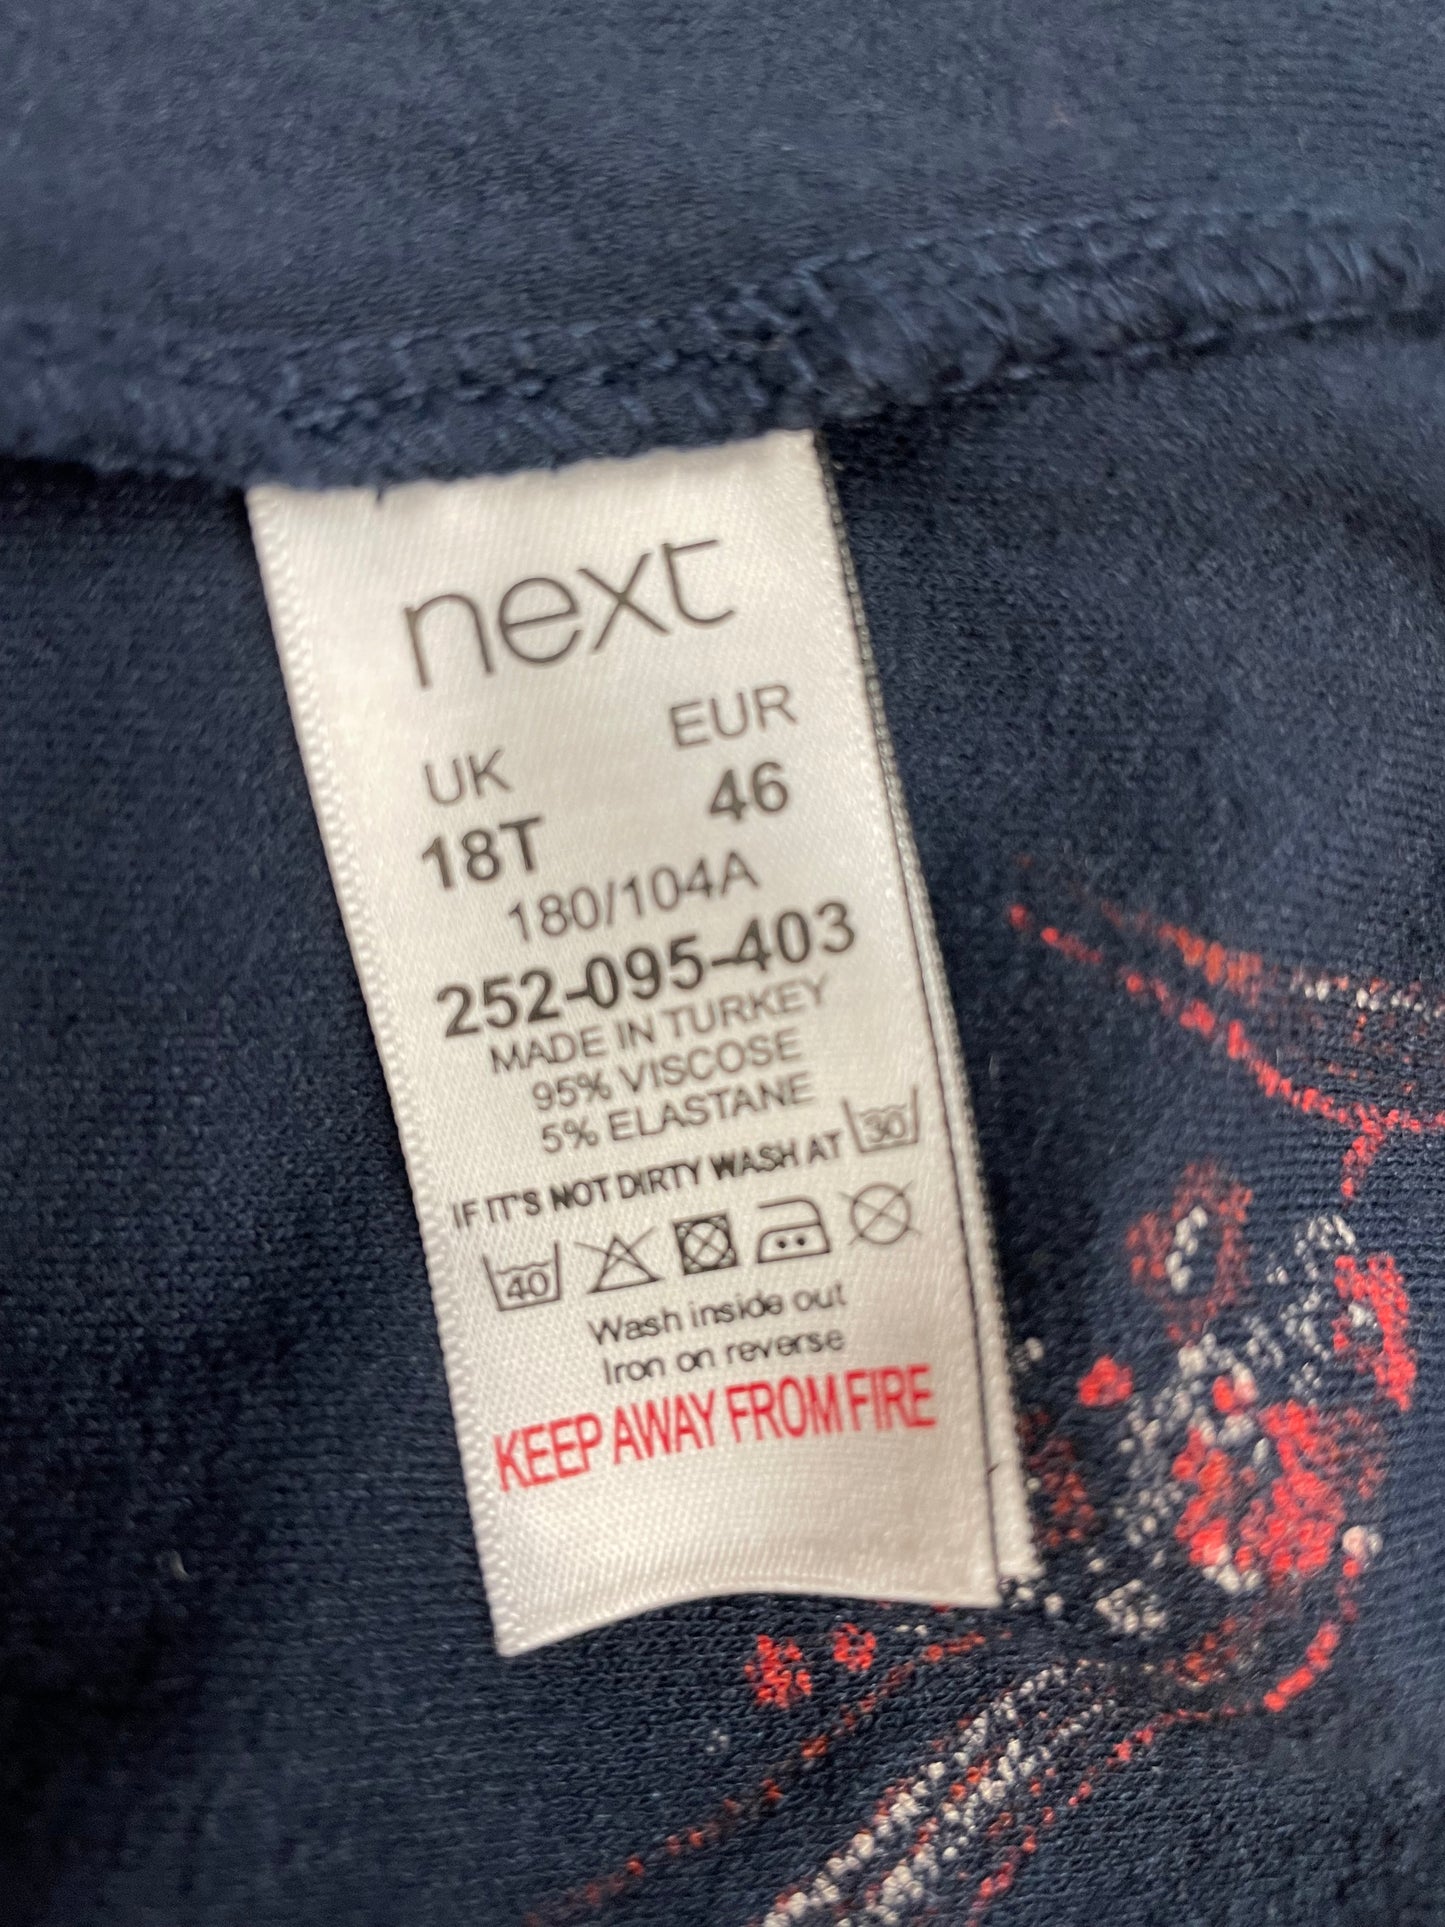 next
UK EUR
18T 46
180/104A
252-095-403
MADE IN TURKEY
95% VISCOSE
5% ELASTANE
IF IT'S NOT DIRTY WASH AT 30
40
Wash inside out
Iron on reverse
KEEP AWAY FROM FIRE